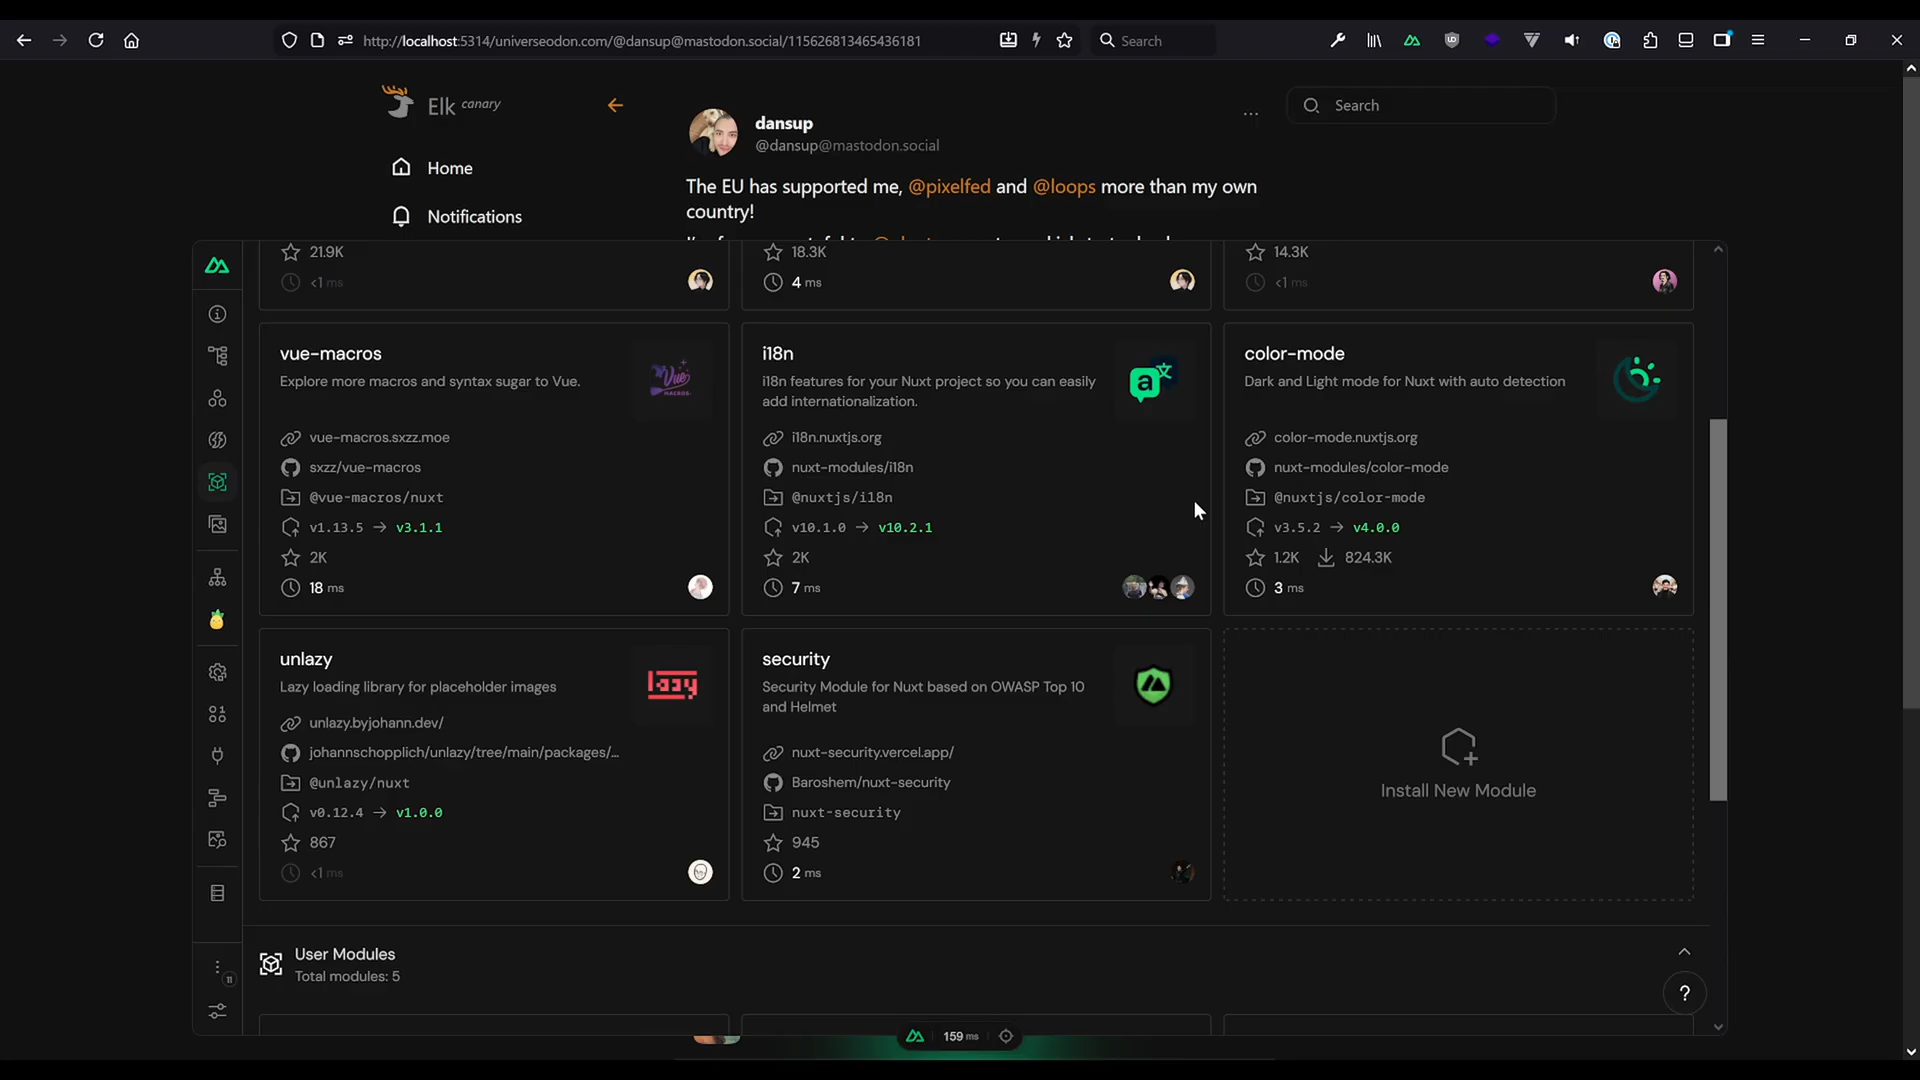 http://localhost:5314/universeodon.com/@dansup@mastodon.social/115626813465436181
Search
Elk canary
dansup
@dansup@mastodon.social
Search
Home
Notifications
The EU has supported me, @pixelfed and @loops more than my own
country!
21.9K
<1 ms
18.3K
4 ms
14.3K
<1 ms
vue-macros
Explore more macros and syntax sugar to Vue.
vue-macros.sxzz.moe
sxzz/vue-macros
@vue-macros/nuxt
v1.13.5 → v3.1.1
2K
18 ms
i18n
i18n features for your Nuxt project so you can easily
add internationalization.
i18n.nuxtjs.org
nuxt-modules/i18n
@nuxtjs/i18n
v10.1.0 → v10.2.1
2K
7 ms
color-mode
Dark and Light mode for Nuxt with auto detection
color-mode.nuxtjs.org
nuxt-modules/color-mode
@nuxtjs/color-mode
v3.5.2 → v4.0.0
1.2K 824.3K
3 ms
unlazy
Lazy loading library for placeholder images
unlazy.byjohann.dev/
johannschopplich/unlazy/tree/main/packages/...
@unlazy/nuxt
v0.12.4 → v1.0.0
867
<1 ms
lazy
security
Security Module for Nuxt based on OWASP Top 10
and Helmet
nuxt-security.vercel.app/
Baroshem/nuxt-security
nuxt-security
945
2 ms
Install New Module
User Modules
Total modules: 5
?
159 ms